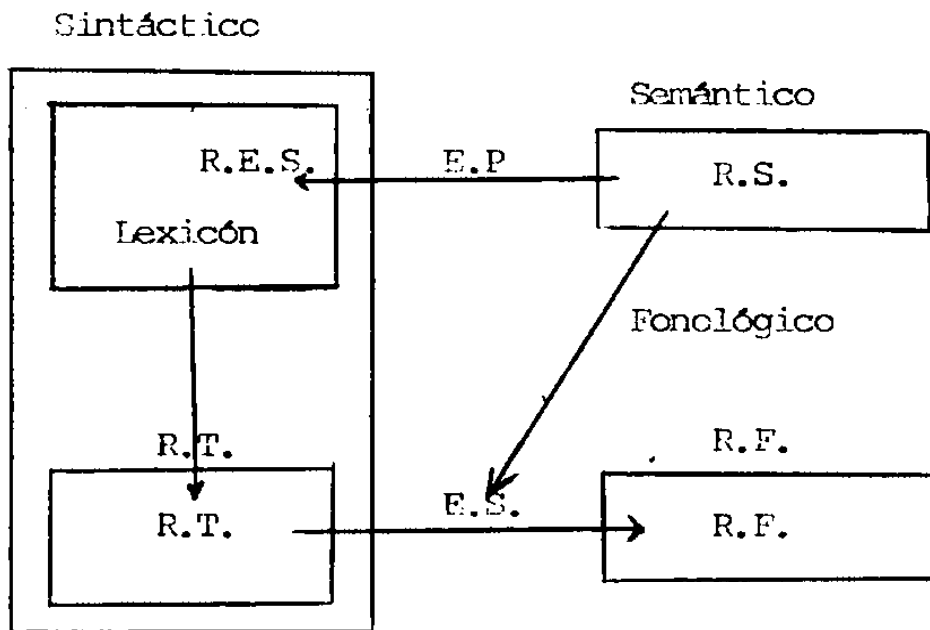 Sintáctico
Semántico
R.E.S.
E.P
R.S.
Lexicón
Fonológico
R.T.
R.F.
R.T.
E.S.
R.F.